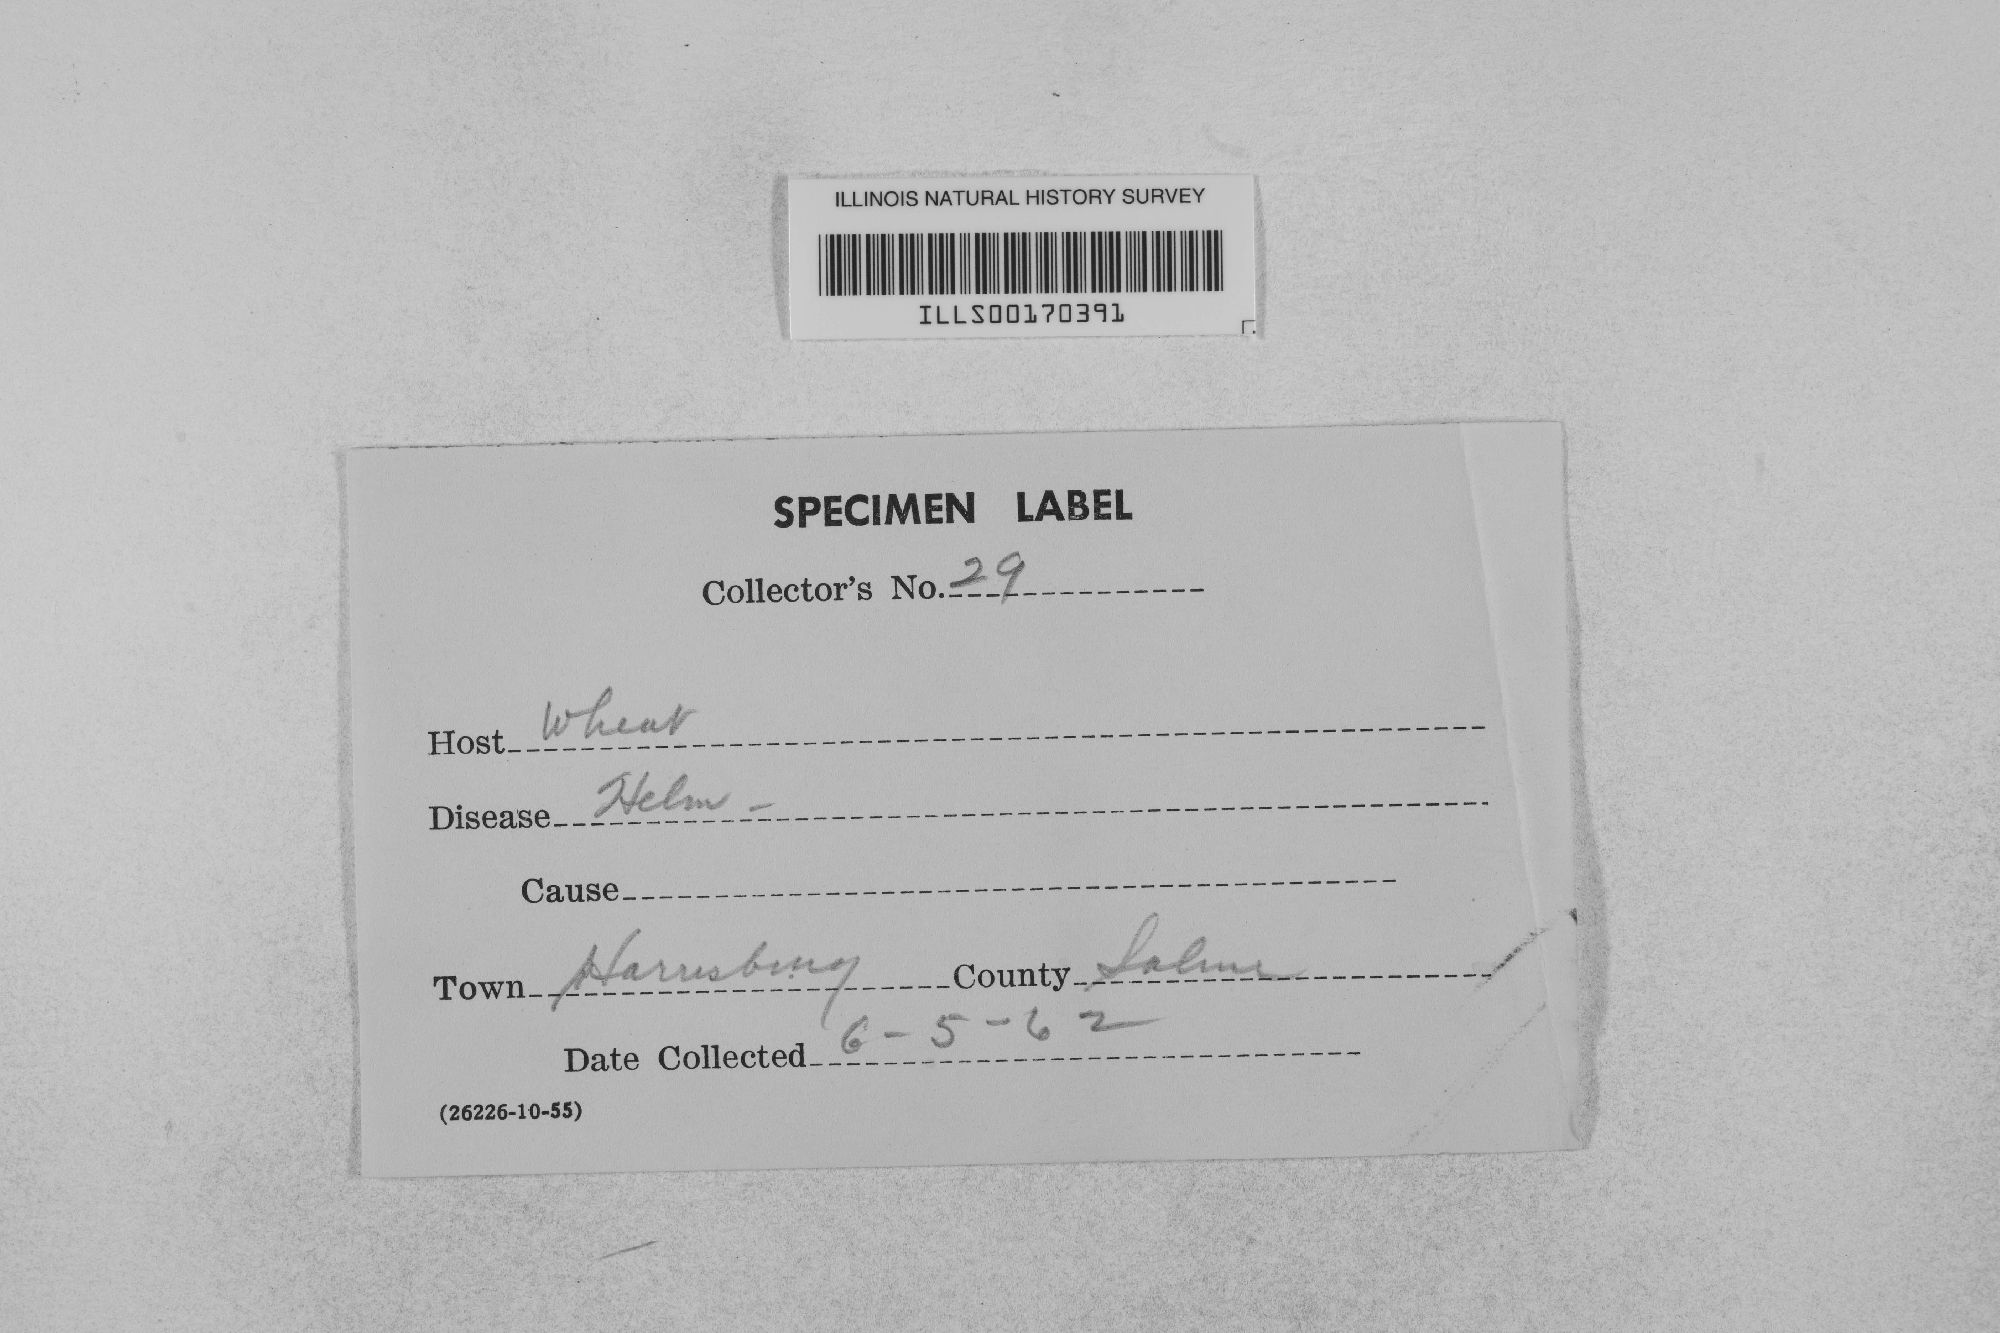 ILLINOIS NATURAL HISTORY SURVEY
ILLS00170391
SPECIMEN LABEL
Collector's No. 29
Host Wheat
Disease Helm -
Cause
Town Harrisburg County Saline
Date Collected 6-5-62
(26226-10-55)